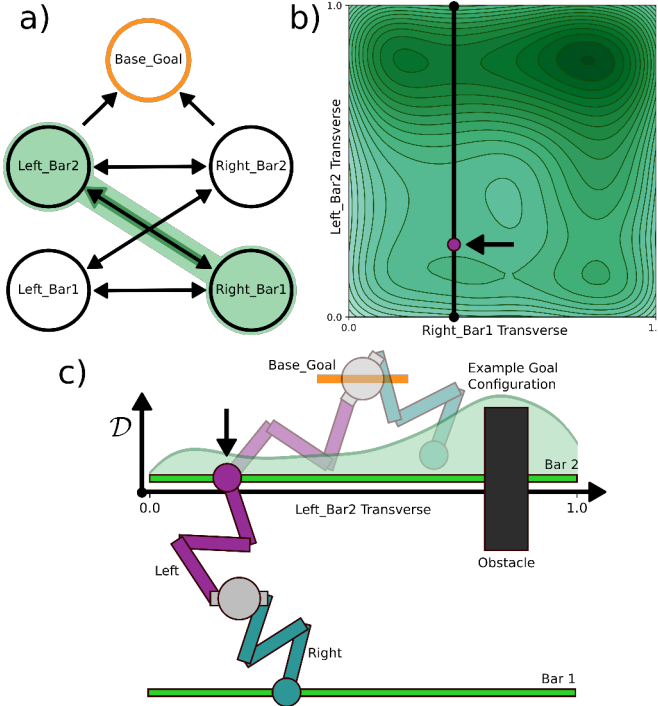 a)
Base_Goal
Left_Bar2
Right_Bar2
Left_Bar1
Right_Bar1
b)
1.0
Left_Bar2 Transverse
0.0
0.0
Right_Bar1 Transverse
1.
c)
Base_Goal
Example Goal
Configuration
𝒟
Bar 2
0.0
Left_Bar2 Transverse
1.0
Obstacle
Left
Right
Bar 1